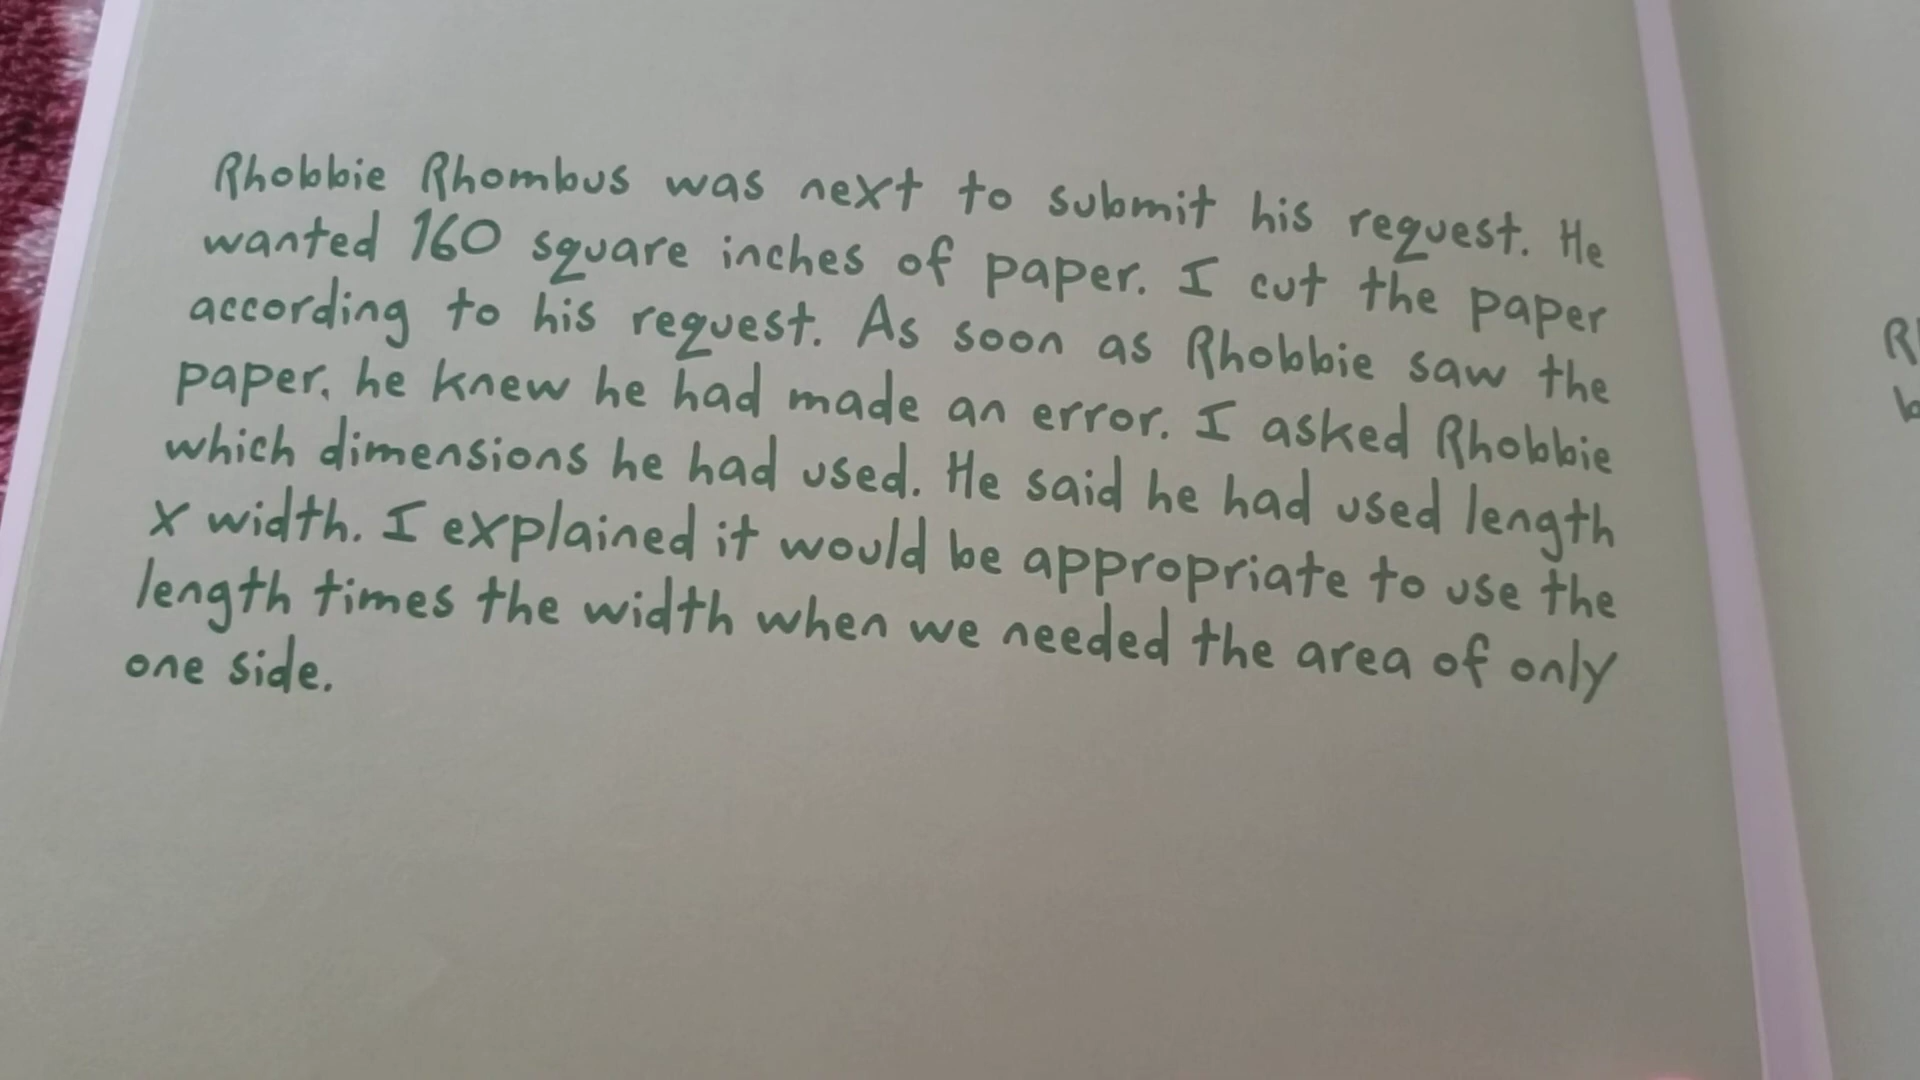 Rhobbie Rhombus was next to submit his request. He
wanted 160 square inches of paper. I cut the paper
according to his request. As soon as Rhobbie saw the
paper, he knew he had made an error. I asked Rhobbie
which dimensions he had used. He said he had used length
x width. I explained it would be appropriate to use the
length times the width when we needed the area of only
one side.